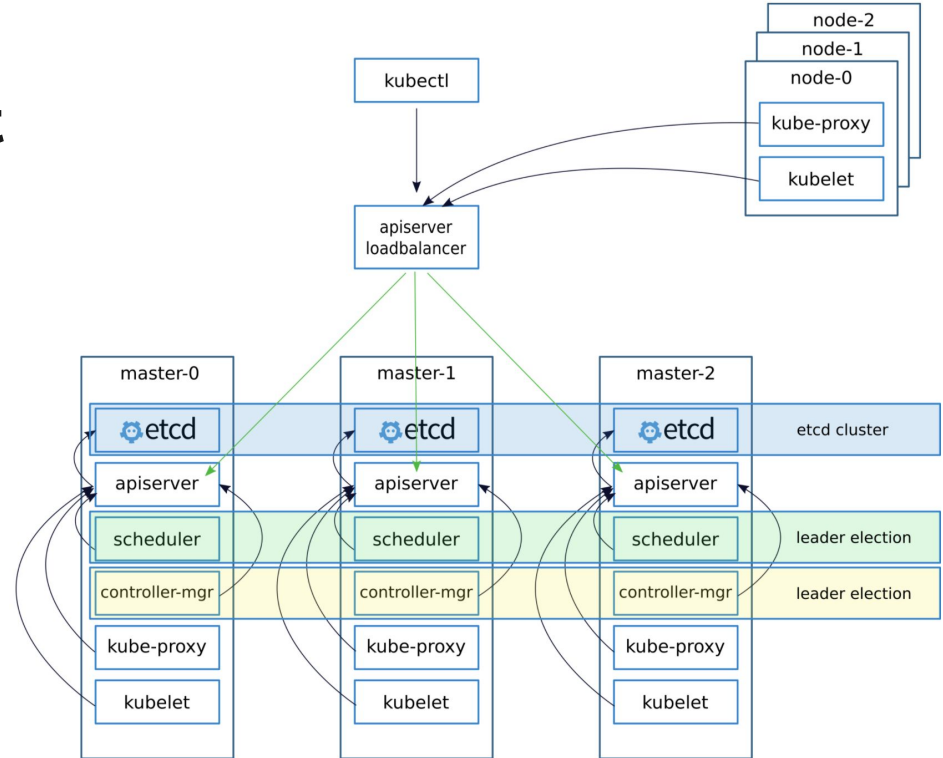 node-2
node-1
node-0
kubectl
kube-proxy
kubelet
apiserver
loadbalancer
master-0
master-1
master-2
etcd
etcd
etcd
etcd cluster
apiserver
apiserver
apiserver
scheduler
scheduler
scheduler
leader election
controller-mgr
controller-mgr
controller-mgr
leader election
kube-proxy
kube-proxy
kube-proxy
kubelet
kubelet
kubelet